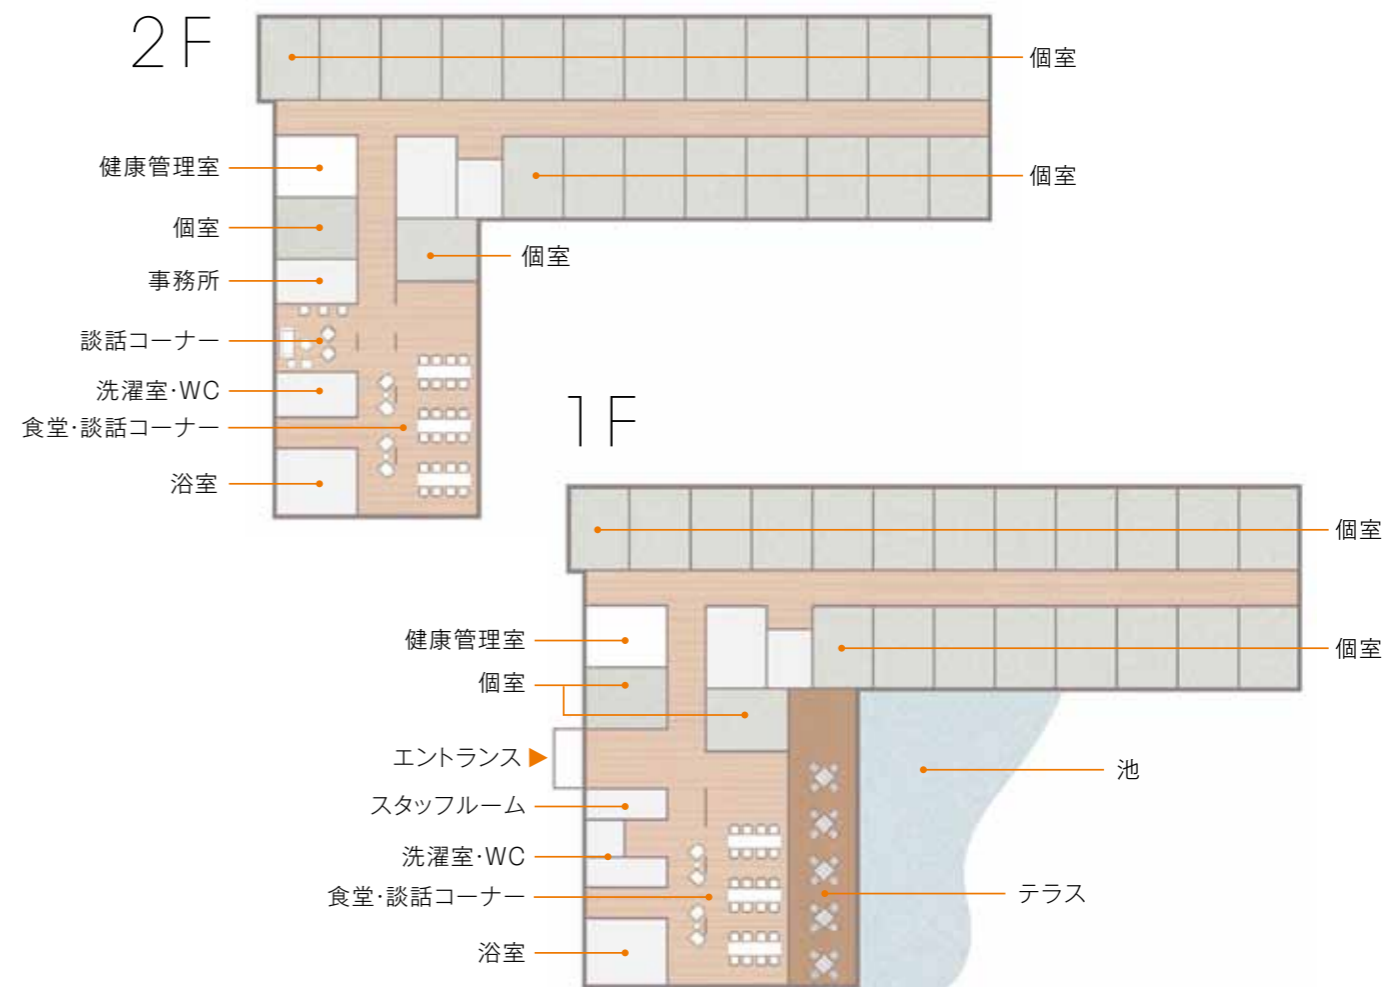 2F
個室
個室
健康管理室
個室
個室
事務所
談話コーナー
洗濯室・WC
食堂・談話コーナー
浴室
1F
個室
個室
健康管理室
個室
エントランス
池
スタッフルーム
洗濯室・WC
食堂・談話コーナー
テラス
浴室